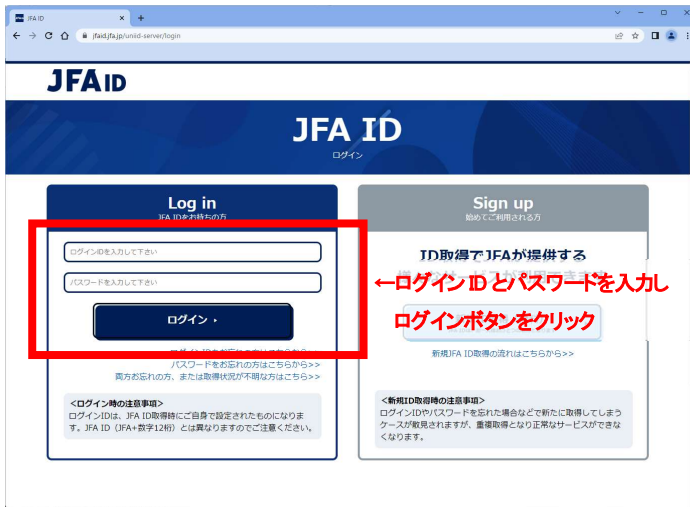 JFA ID
jfaid.jfa.jp/uniid-server/login
JFA ID
JFA ID
ログイン
Log in
JFA IDをお持ちの方
ログインIDを入力して下さい
パスワードを入力して下さい
ログイン
パスワードをお忘れの方はこちらから>>
両方お忘れの方、または取得状況が不明な方はこちら>>
<ログイン時の注意事項>
ログインIDは、JFA ID取得時にご自身で設定されたものになりま
す。JFA ID（JFA+数字12桁）とは異なりますのでご注意ください。
Sign up
始めてご利用される方
ID取得でJFAが提供する
←ログインIDとパスワードを入力し
ログインボタンをクリック
新規JFA ID取得の流れはこちらから>>
<新規ID取得時の注意事項>
ログインIDやパスワードを忘れた場合などで新たに取得してしまう
ケースが散見されますが、重複取得となり正常なサービスができな
くなります。